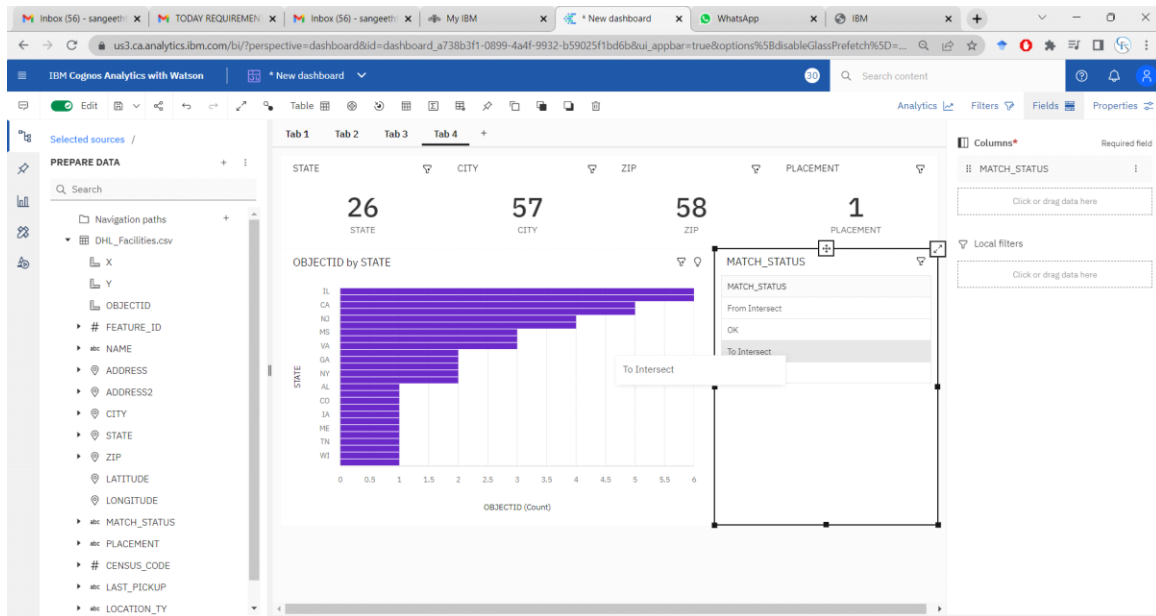 Inbox (56) - sangeeth
TODAY REQUIREMEN
Inbox (56) - sangeeth
My IBM
* New dashboard
WhatsApp
IBM
us3.ca.analytics.ibm.com/bi/?perspective=dashboard&id=dashboard_a738b3f1-0899-4a4f-9932-b59025f1bd6b&ui_appbar=true&options%5BdisableGlassPrefetch%5D=...
IBM Cognos Analytics with Watson
* New dashboard
30
Search content
Edit
Table
Analytics
Filters
Fields
Properties
Selected sources /
PREPARE DATA
Search
Navigation paths
DHL_Facilities.csv
X
Y
OBJECTID
# FEATURE_ID
abc NAME
ADDRESS
ADDRESS2
CITY
STATE
ZIP
LATITUDE
LONGITUDE
abc MATCH_STATUS
abc PLACEMENT
# CENSUS_CODE
abc LAST_PICKUP
abc LOCATION_TY
Tab 1 Tab 2 Tab 3 Tab 4 +
STATE
26
STATE
CITY
57
CITY
ZIP
58
ZIP
PLACEMENT
1
PLACEMENT
OBJECTID by STATE
STATE
IL
CA
NJ
MS
VA
GA
NY
AL
CO
IA
ME
TN
WI
0 0.5 1 1.5 2 2.5 3 3.5 4 4.5 5 5.5 6
OBJECTID (Count)
MATCH_STATUS
MATCH_STATUS
From Intersect
OK
To Intersect
To Intersect
Columns*
Required field
MATCH_STATUS
Click or drag data here
Local filters
Click or drag data here